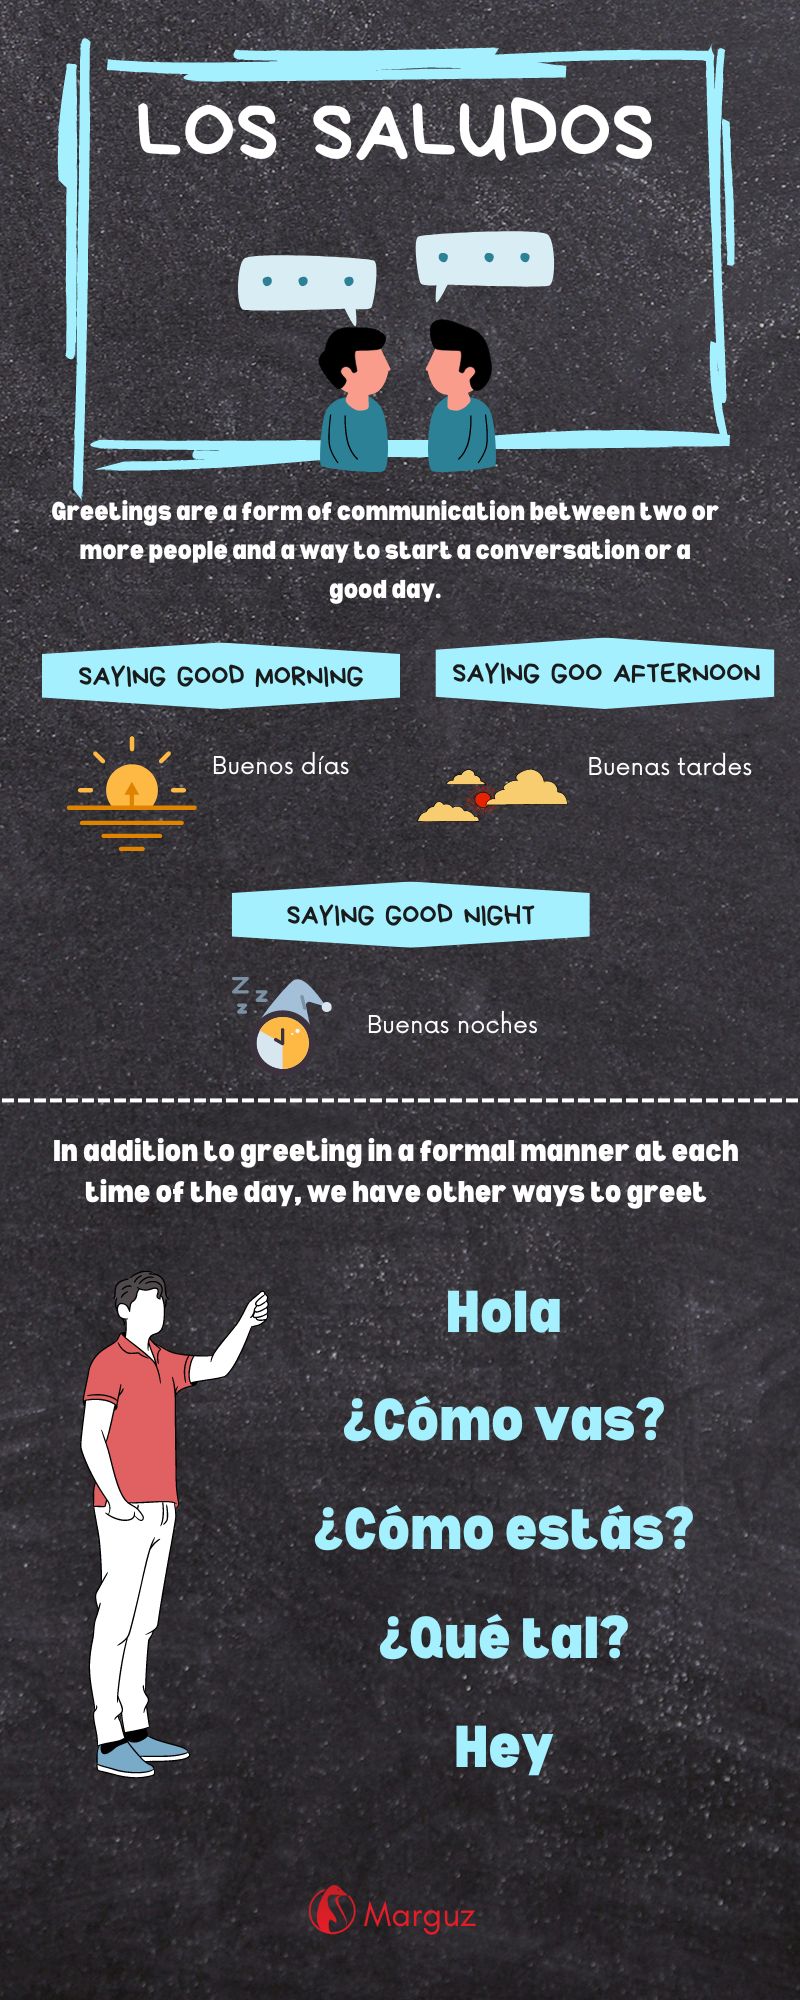 LOS SALUDOS
Greetings are a form of communication between two or
more people and a way to start a conversation or a
good day.
SAYING GOOD MORNING
SAYING GOO AFTERNOON
Buenos días
Buenas tardes
SAYING GOOD NIGHT
Z Z
Z
Buenas noches
In addition to greeting in a formal manner at each
time of the day, we have other ways to greet
Hola
¿Cómo vas?
¿Cómo estás?
¿Qué tal?
Hey
Marguz